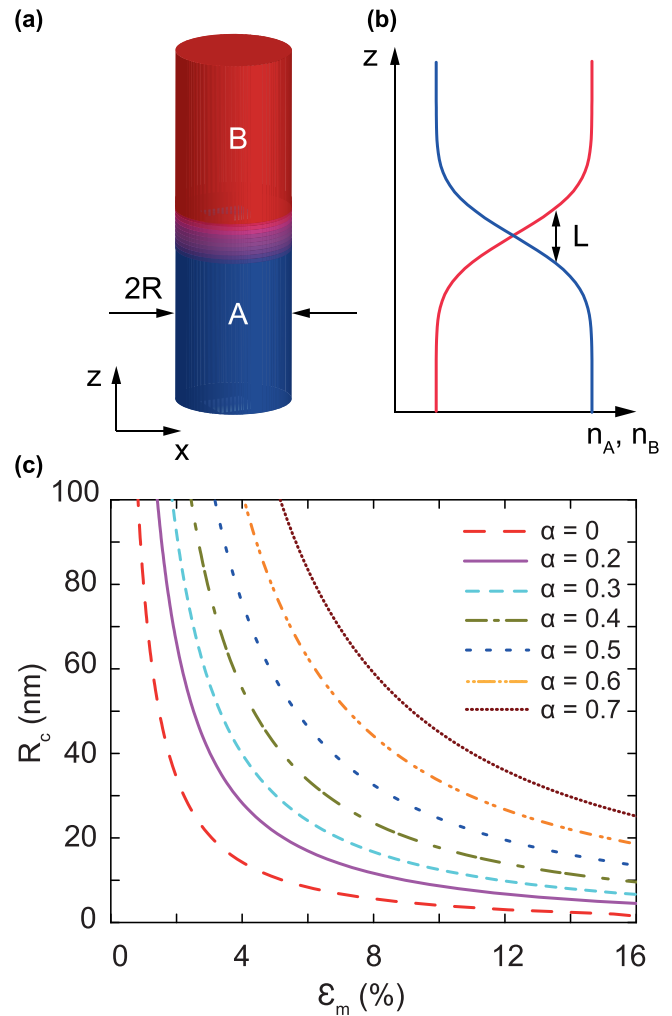 (a)
B
2R
A
z
x
(b)
z
L
n_A, n_B
(c)
100
80
60
40
20
0
R_c (nm)
0 4 8 12 16
ε_m (%)
α = 0
α = 0.2
α = 0.3
α = 0.4
α = 0.5
α = 0.6
α = 0.7